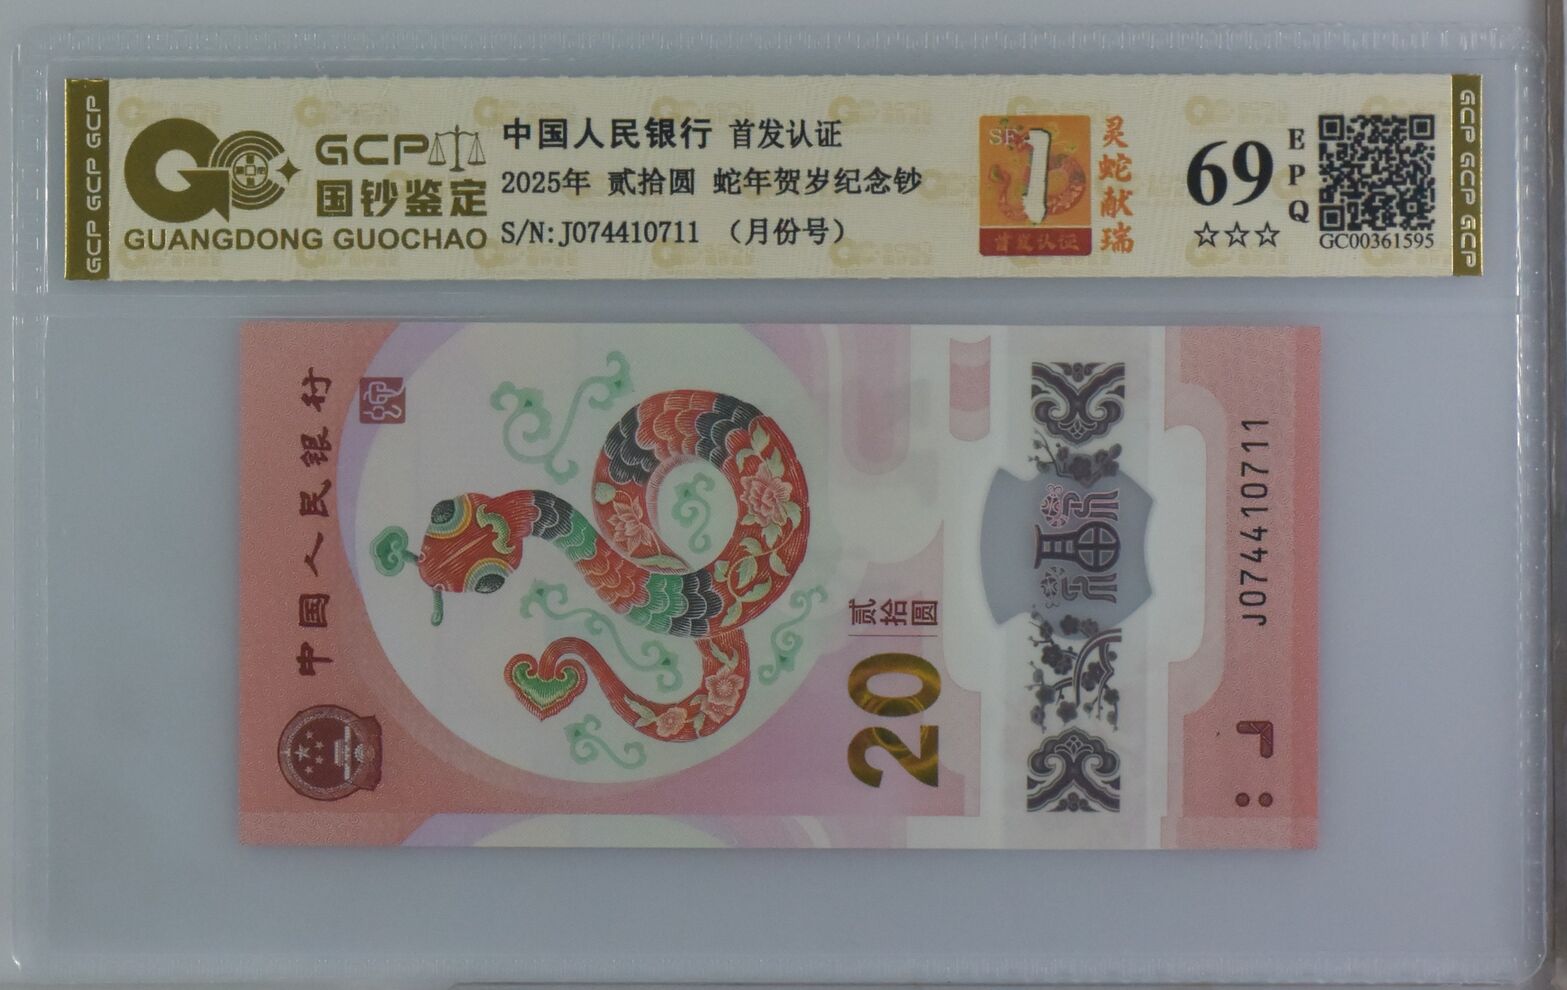 GCP GCP GCP
GCP
国钞鉴定
GUANGDONG GUOCHAO
中国人民银行 首发认证
2025年 贰拾圆 蛇年贺岁纪念钞
S/N:J074410711 （月份号）
1
首发认证
灵蛇献瑞
69
EPQ
☆☆☆
GC00361595
GCP GCP GCP
中国人民银行
贰拾圆
20
J074410711